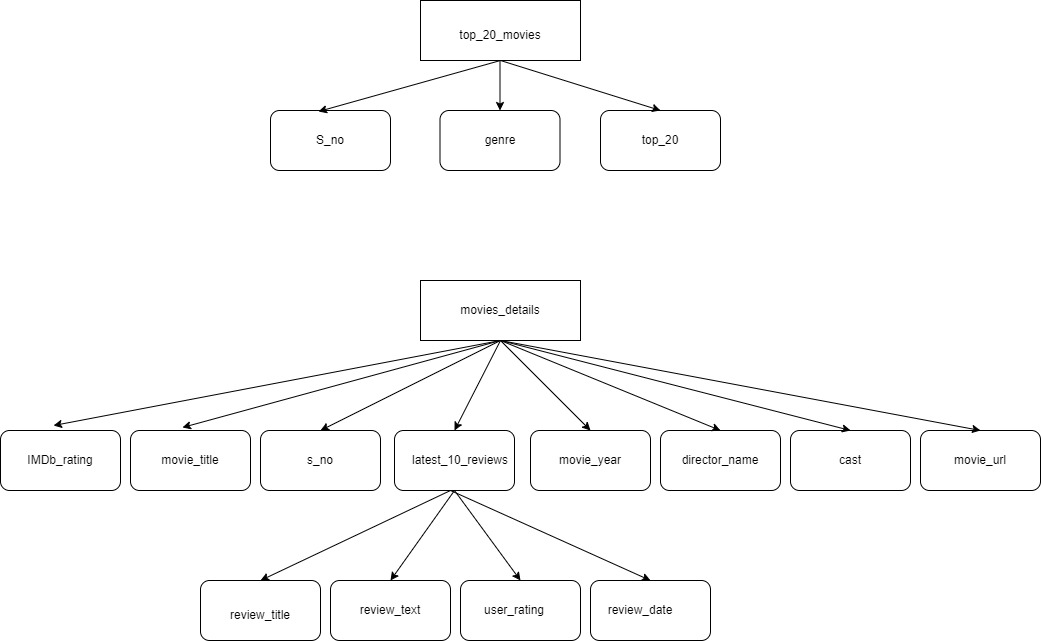 top_20_movies
S_no
genre
top_20
movies_details
IMDb_rating
movie_title
s_no
latest_10_reviews
movie_year
director_name
cast
movie_url
review_title
review_text
user_rating
review_date